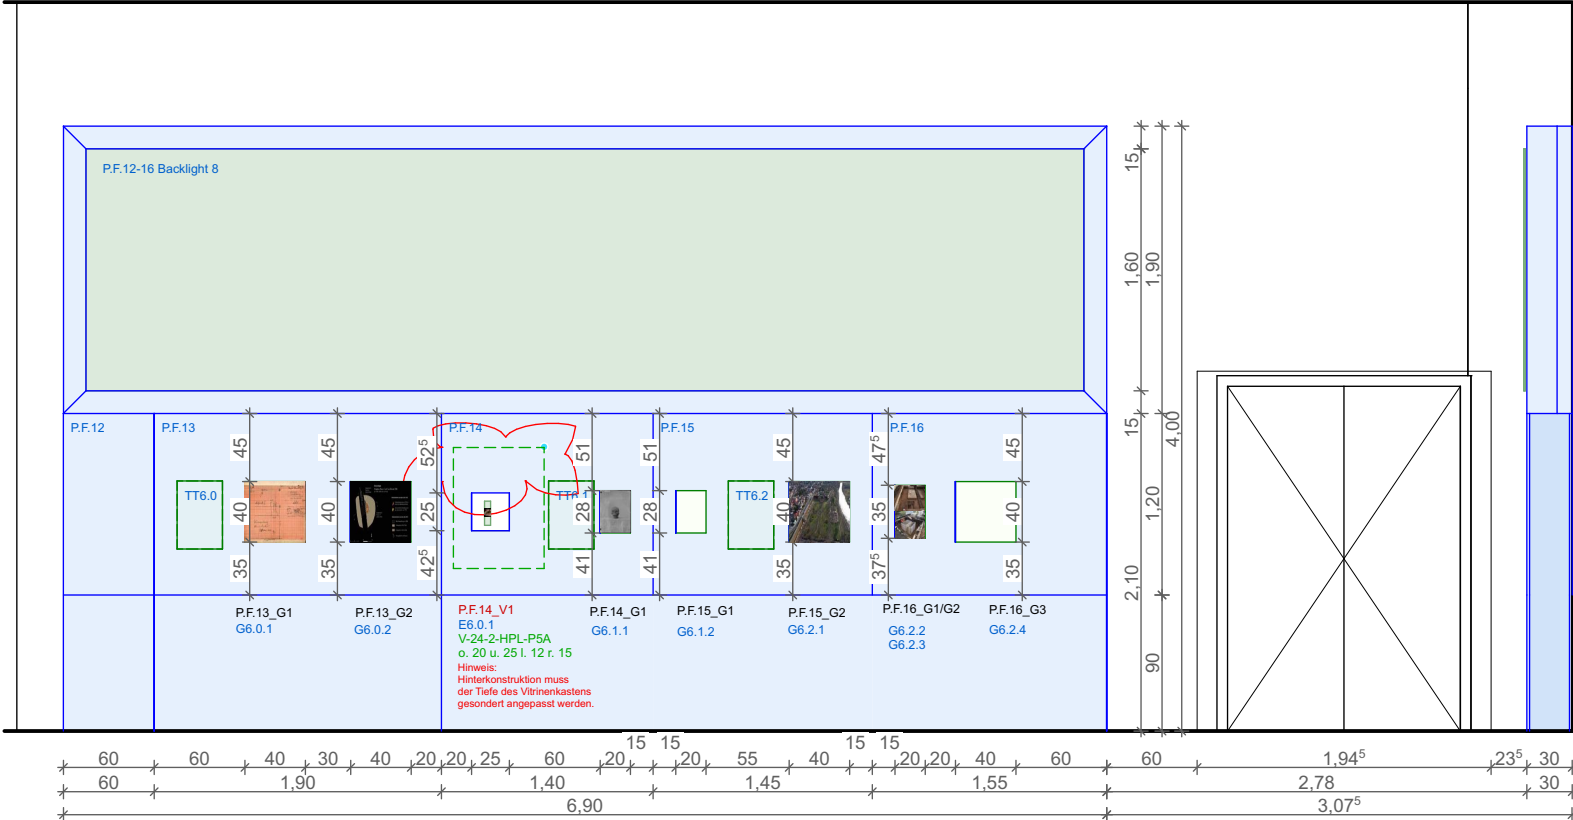 P.F.12-16 Backlight 8
15
1,60
1,90
15
4,00
1,20
2,10
90
P.F.12
P.F.13
P.F.14
P.F.15
P.F.16
45
45
52⁵
51
51
45
47⁵
45
TT6.0
TT6.1
TT6.2
40
40
25
28
28
40
35
40
35
35
42⁵
41
41
35
37⁵
35
P.F.13_G1
G6.0.1
P.F.13_G2
G6.0.2
P.F.14_V1
E6.0.1
V-24-2-HPL-P5A
o. 20 u. 25 l. 12 r. 15
Hinweis:
Hinterkonstruktion muss
der Tiefe des Vitrinenkastens
gesondert angepasst werden.
P.F.14_G1
G6.1.1
P.F.15_G1
G6.1.2
P.F.15_G2
G6.2.1
P.F.16_G1/G2
G6.2.2
G6.2.3
P.F.16_G3
G6.2.4
15 15 15 15
60 60 40 30 40 20 20 25 60 20 20 55 40 20 20 40 60 60 1,94⁵ 23⁵ 30
60 1,90 1,40 1,45 1,55 2,78 30
6,90 3,07⁵